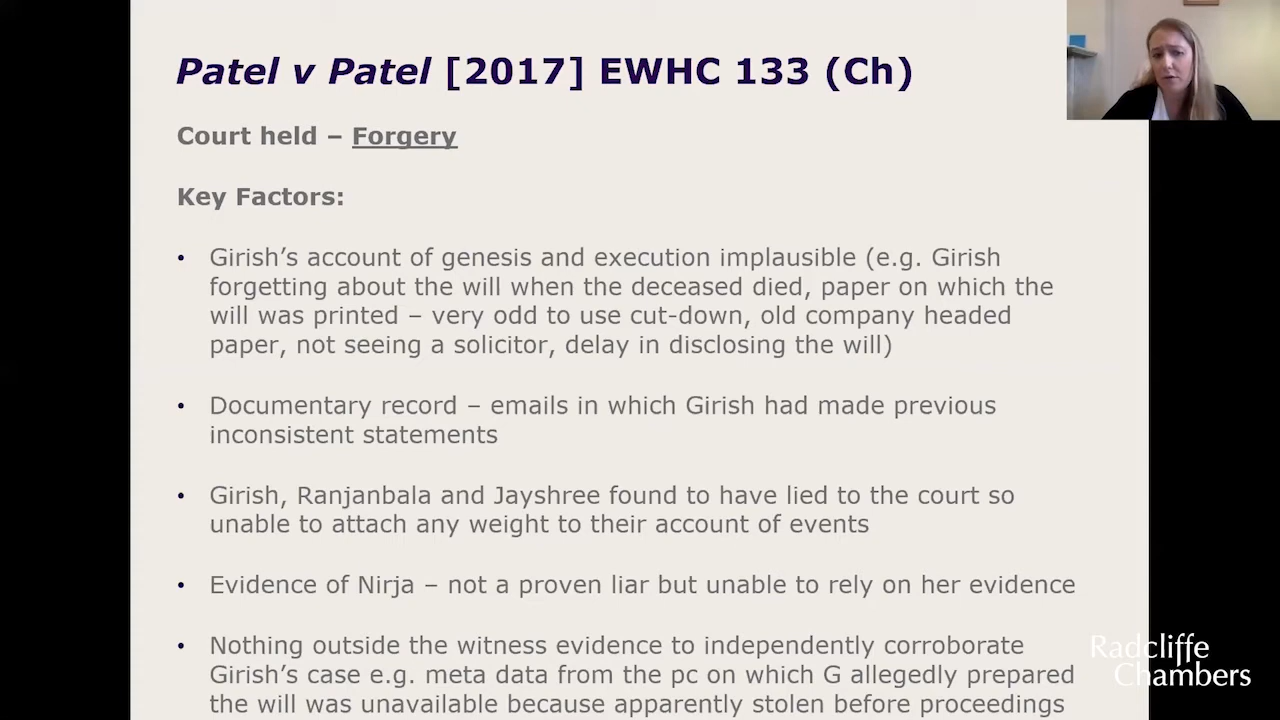 Patel v Patel [2017] EWHC 133 (Ch)
Court held – Forgery
Key Factors:
• Girish’s account of genesis and execution implausible (e.g. Girish
forgetting about the will when the deceased died, paper on which the
will was printed – very odd to use cut-down, old company headed
paper, not seeing a solicitor, delay in disclosing the will)
• Documentary record – emails in which Girish had made previous
inconsistent statements
• Girish, Ranjanbala and Jayshree found to have lied to the court so
unable to attach any weight to their account of events
• Evidence of Nirja – not a proven liar but unable to rely on her evidence
• Nothing outside the witness evidence to independently corroborate
Girish’s case e.g. meta data from the pc on which G allegedly prepared
the will was unavailable because apparently stolen before proceedings
Radcliffe
Chambers